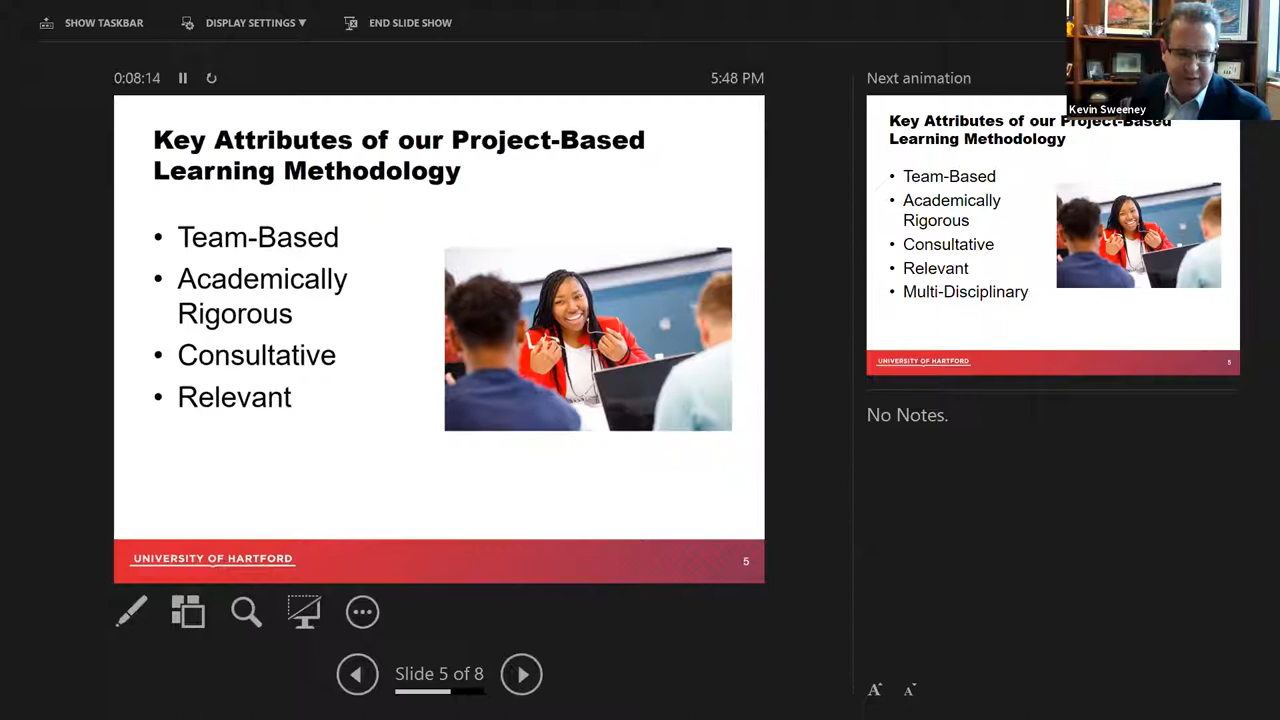 SHOW TASKBAR
DISPLAY SETTINGS ▼
END SLIDE SHOW
0:08:14
5:48 PM
Key Attributes of our Project-Based
Learning Methodology
• Team-Based
• Academically
Rigorous
• Consultative
• Relevant
UNIVERSITY OF HARTFORD
5
Slide 5 of 8
Next animation
Kevin Sweeney
Key Attributes of our Project-Based
Learning Methodology
• Team-Based
• Academically
Rigorous
• Consultative
• Relevant
• Multi-Disciplinary
UNIVERSITY OF HARTFORD
5
No Notes.
A A